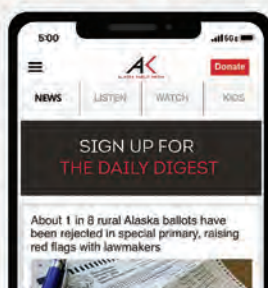 5:00
5GE
AK
ALASKA PUBLIC MEDIA
Donate
NEWS
LISTEN
WATCH
KIDS
SIGN UP FOR
THE DAILY DIGEST
About 1 in 8 rural Alaska ballots have
been rejected in special primary, raising
red flags with lawmakers